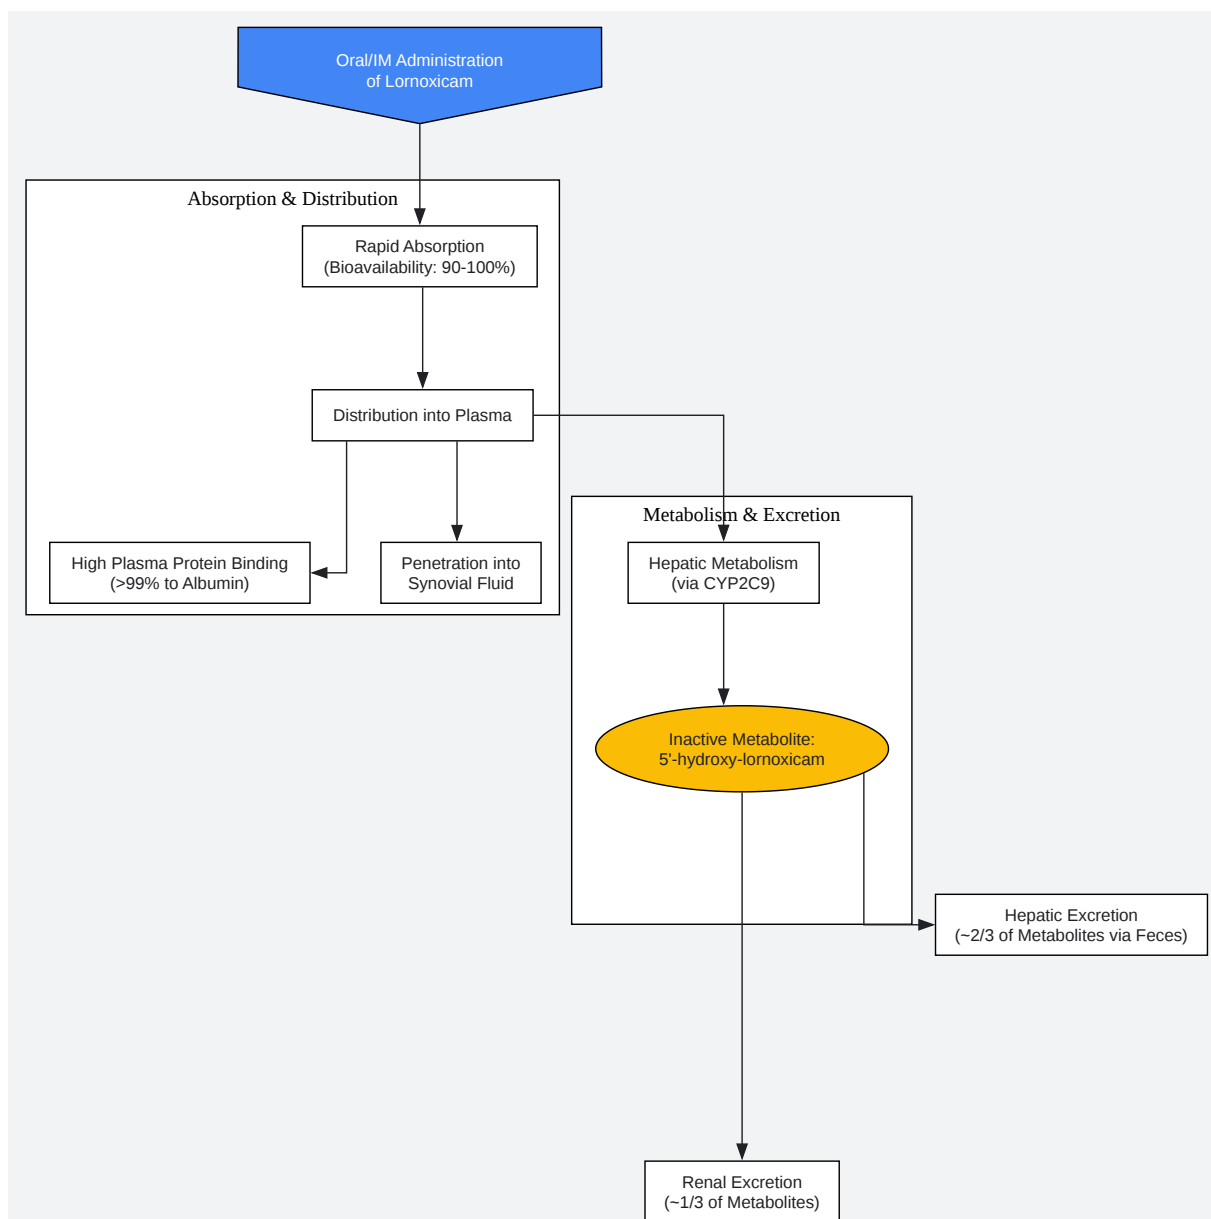 Oral/IM Administration
of Lornoxicam
Absorption & Distribution
Rapid Absorption
(Bioavailability: 90-100%)
Distribution into Plasma
High Plasma Protein Binding
(>99% to Albumin)
Penetration into
Synovial Fluid
Metabolism & Excretion
Hepatic Metabolism
(via CYP2C9)
Inactive Metabolite:
5'-hydroxy-lornoxicam
Hepatic Excretion
(~2/3 of Metabolites via Feces)
Renal Excretion
(~1/3 of Metabolites)